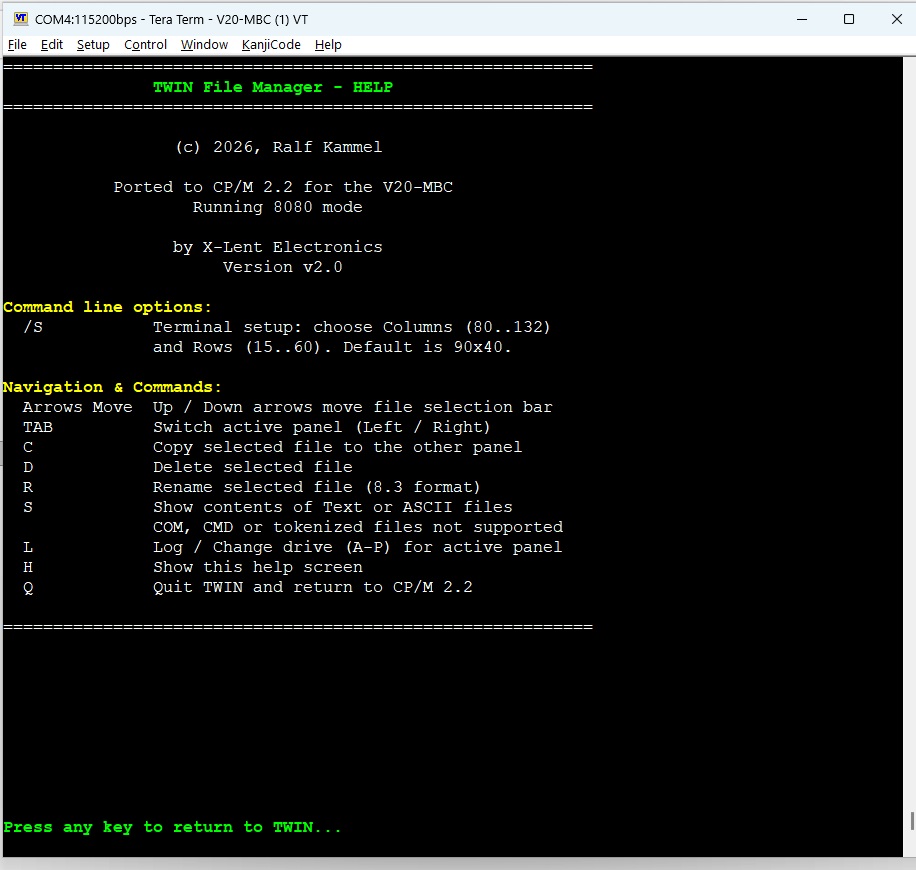 COM4:115200bps - Tera Term - V20-MBC (1) VT
File Edit Setup Control Window KanjiCode Help
===========================================================
TWIN File Manager - HELP
===========================================================
(c) 2026, Ralf Kammel
Ported to CP/M 2.2 for the V20-MBC
Running 8080 mode
by X-Lent Electronics
Version v2.0
Command line options:
/S Terminal setup: choose Columns (80..132)
and Rows (15..60). Default is 90x40.
Navigation & Commands:
Arrows Move Up / Down arrows move file selection bar
TAB Switch active panel (Left / Right)
C Copy selected file to the other panel
D Delete selected file
R Rename selected file (8.3 format)
S Show contents of Text or ASCII files
COM, CMD or tokenized files not supported
L Log / Change drive (A-P) for active panel
H Show this help screen
Q Quit TWIN and return to CP/M 2.2
===========================================================
Press any key to return to TWIN...